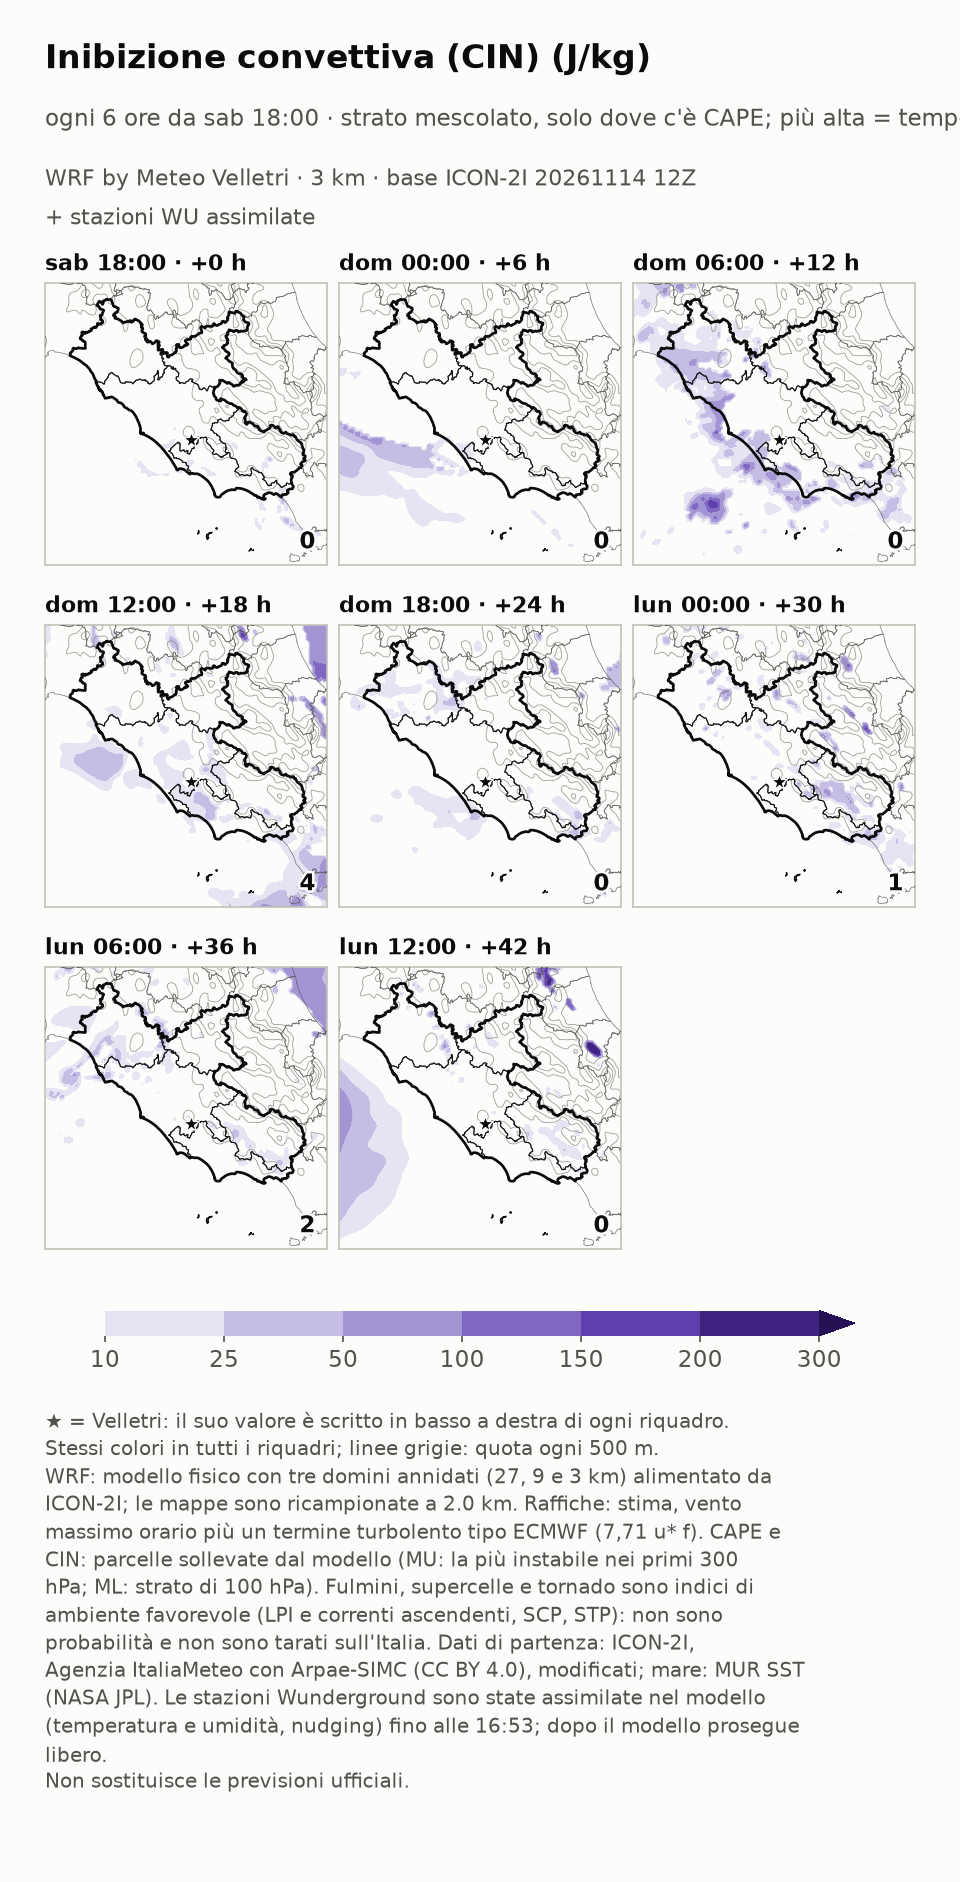 Inibizione convettiva (CIN) (J/kg)
ogni 6 ore da sab 18:00 · strato mescolato, solo dove c'è CAPE; più alta = temp
WRF by Meteo Velletri · 3 km · base ICON-2I 20261114 12Z
+ stazioni WU assimilate
sab 18:00 · +0 h
dom 00:00 · +6 h
dom 06:00 · +12 h
0
0
0
dom 12:00 · +18 h
dom 18:00 · +24 h
lun 00:00 · +30 h
4
0
1
lun 06:00 · +36 h
lun 12:00 · +42 h
2
0
10 25 50 100 150 200 300
★ = Velletri: il suo valore è scritto in basso a destra di ogni riquadro.
Stessi colori in tutti i riquadri; linee grigie: quota ogni 500 m.
WRF: modello fisico con tre domini annidati (27, 9 e 3 km) alimentato da
ICON-2I; le mappe sono ricampionate a 2.0 km. Raffiche: stima, vento
massimo orario più un termine turbolento tipo ECMWF (7,71 u* f). CAPE e
CIN: parcelle sollevate dal modello (MU: la più instabile nei primi 300
hPa; ML: strato di 100 hPa). Fulmini, supercelle e tornado sono indici di
ambiente favorevole (LPI e correnti ascendenti, SCP, STP): non sono
probabilità e non sono tarati sull'Italia. Dati di partenza: ICON-2I,
Agenzia ItaliaMeteo con Arpae-SIMC (CC BY 4.0), modificati; mare: MUR SST
(NASA JPL). Le stazioni Wunderground sono state assimilate nel modello
(temperatura e umidità, nudging) fino alle 16:53; dopo il modello prosegue
libero.
Non sostituisce le previsioni ufficiali.